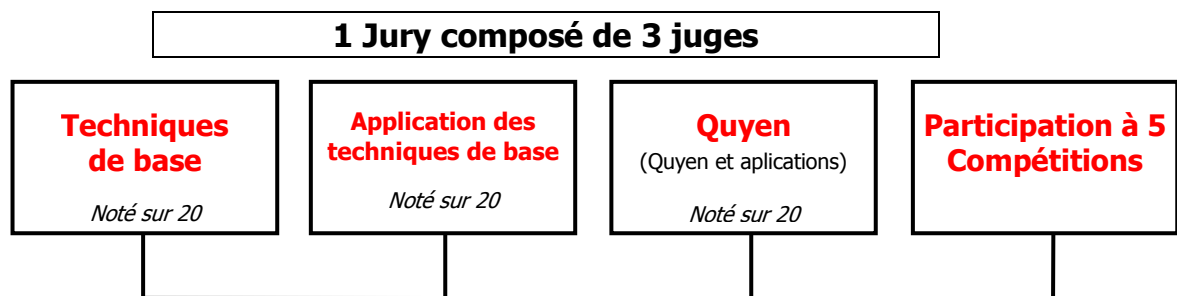 1 Jury composé de 3 juges
Techniques
de base
Noté sur 20
Application des
techniques de base
Noté sur 20
Quyen
(Quyen et aplications)
Noté sur 20
Participation à 5
Compétitions